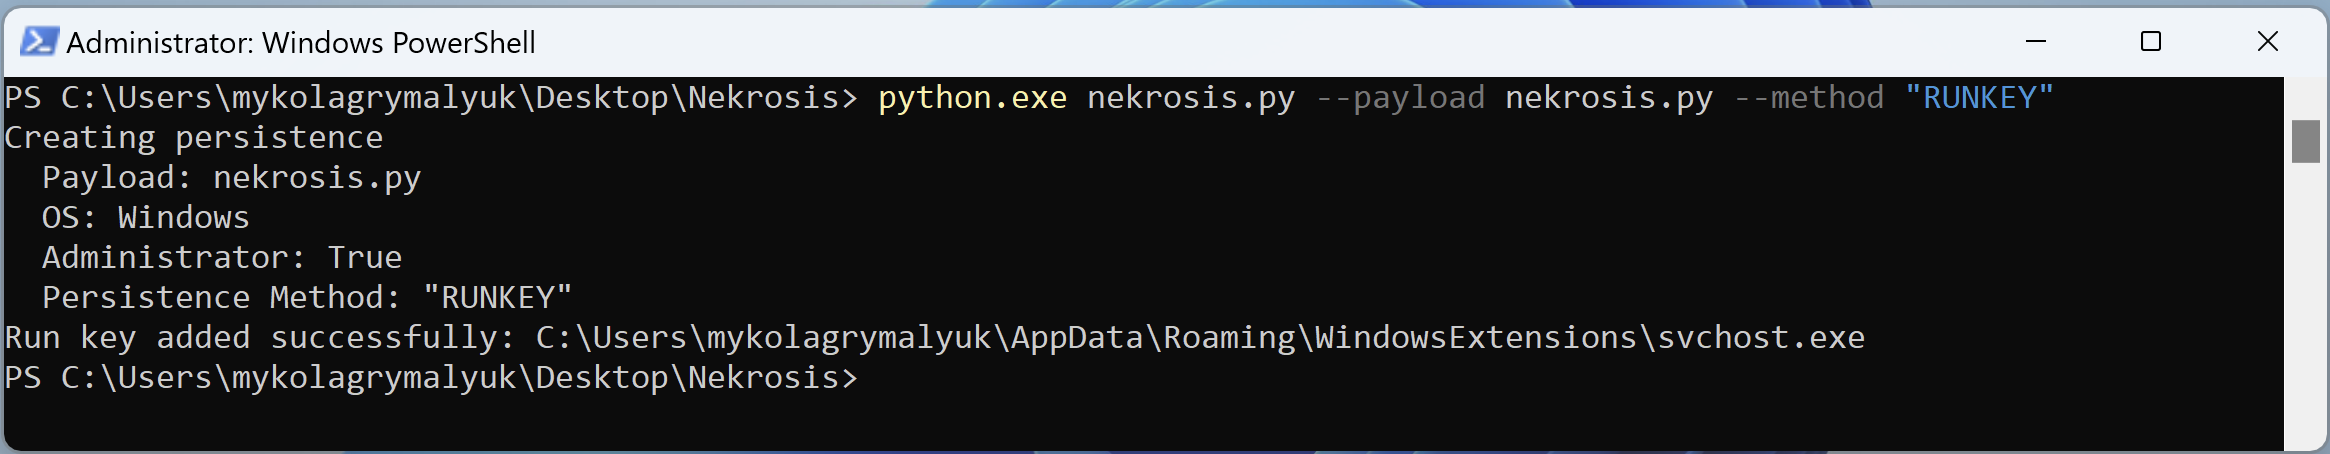 Administrator: Windows PowerShell
PS C:\Users\mykolagrymalyuk\Desktop\Nekrosis> python.exe nekrosis.py --payload nekrosis.py --method "RUNKEY"
Creating persistence
  Payload: nekrosis.py
  OS: Windows
  Administrator: True
  Persistence Method: "RUNKEY"
Run key added successfully: C:\Users\mykolagrymalyuk\AppData\Roaming\WindowsExtensions\svchost.exe
PS C:\Users\mykolagrymalyuk\Desktop\Nekrosis>